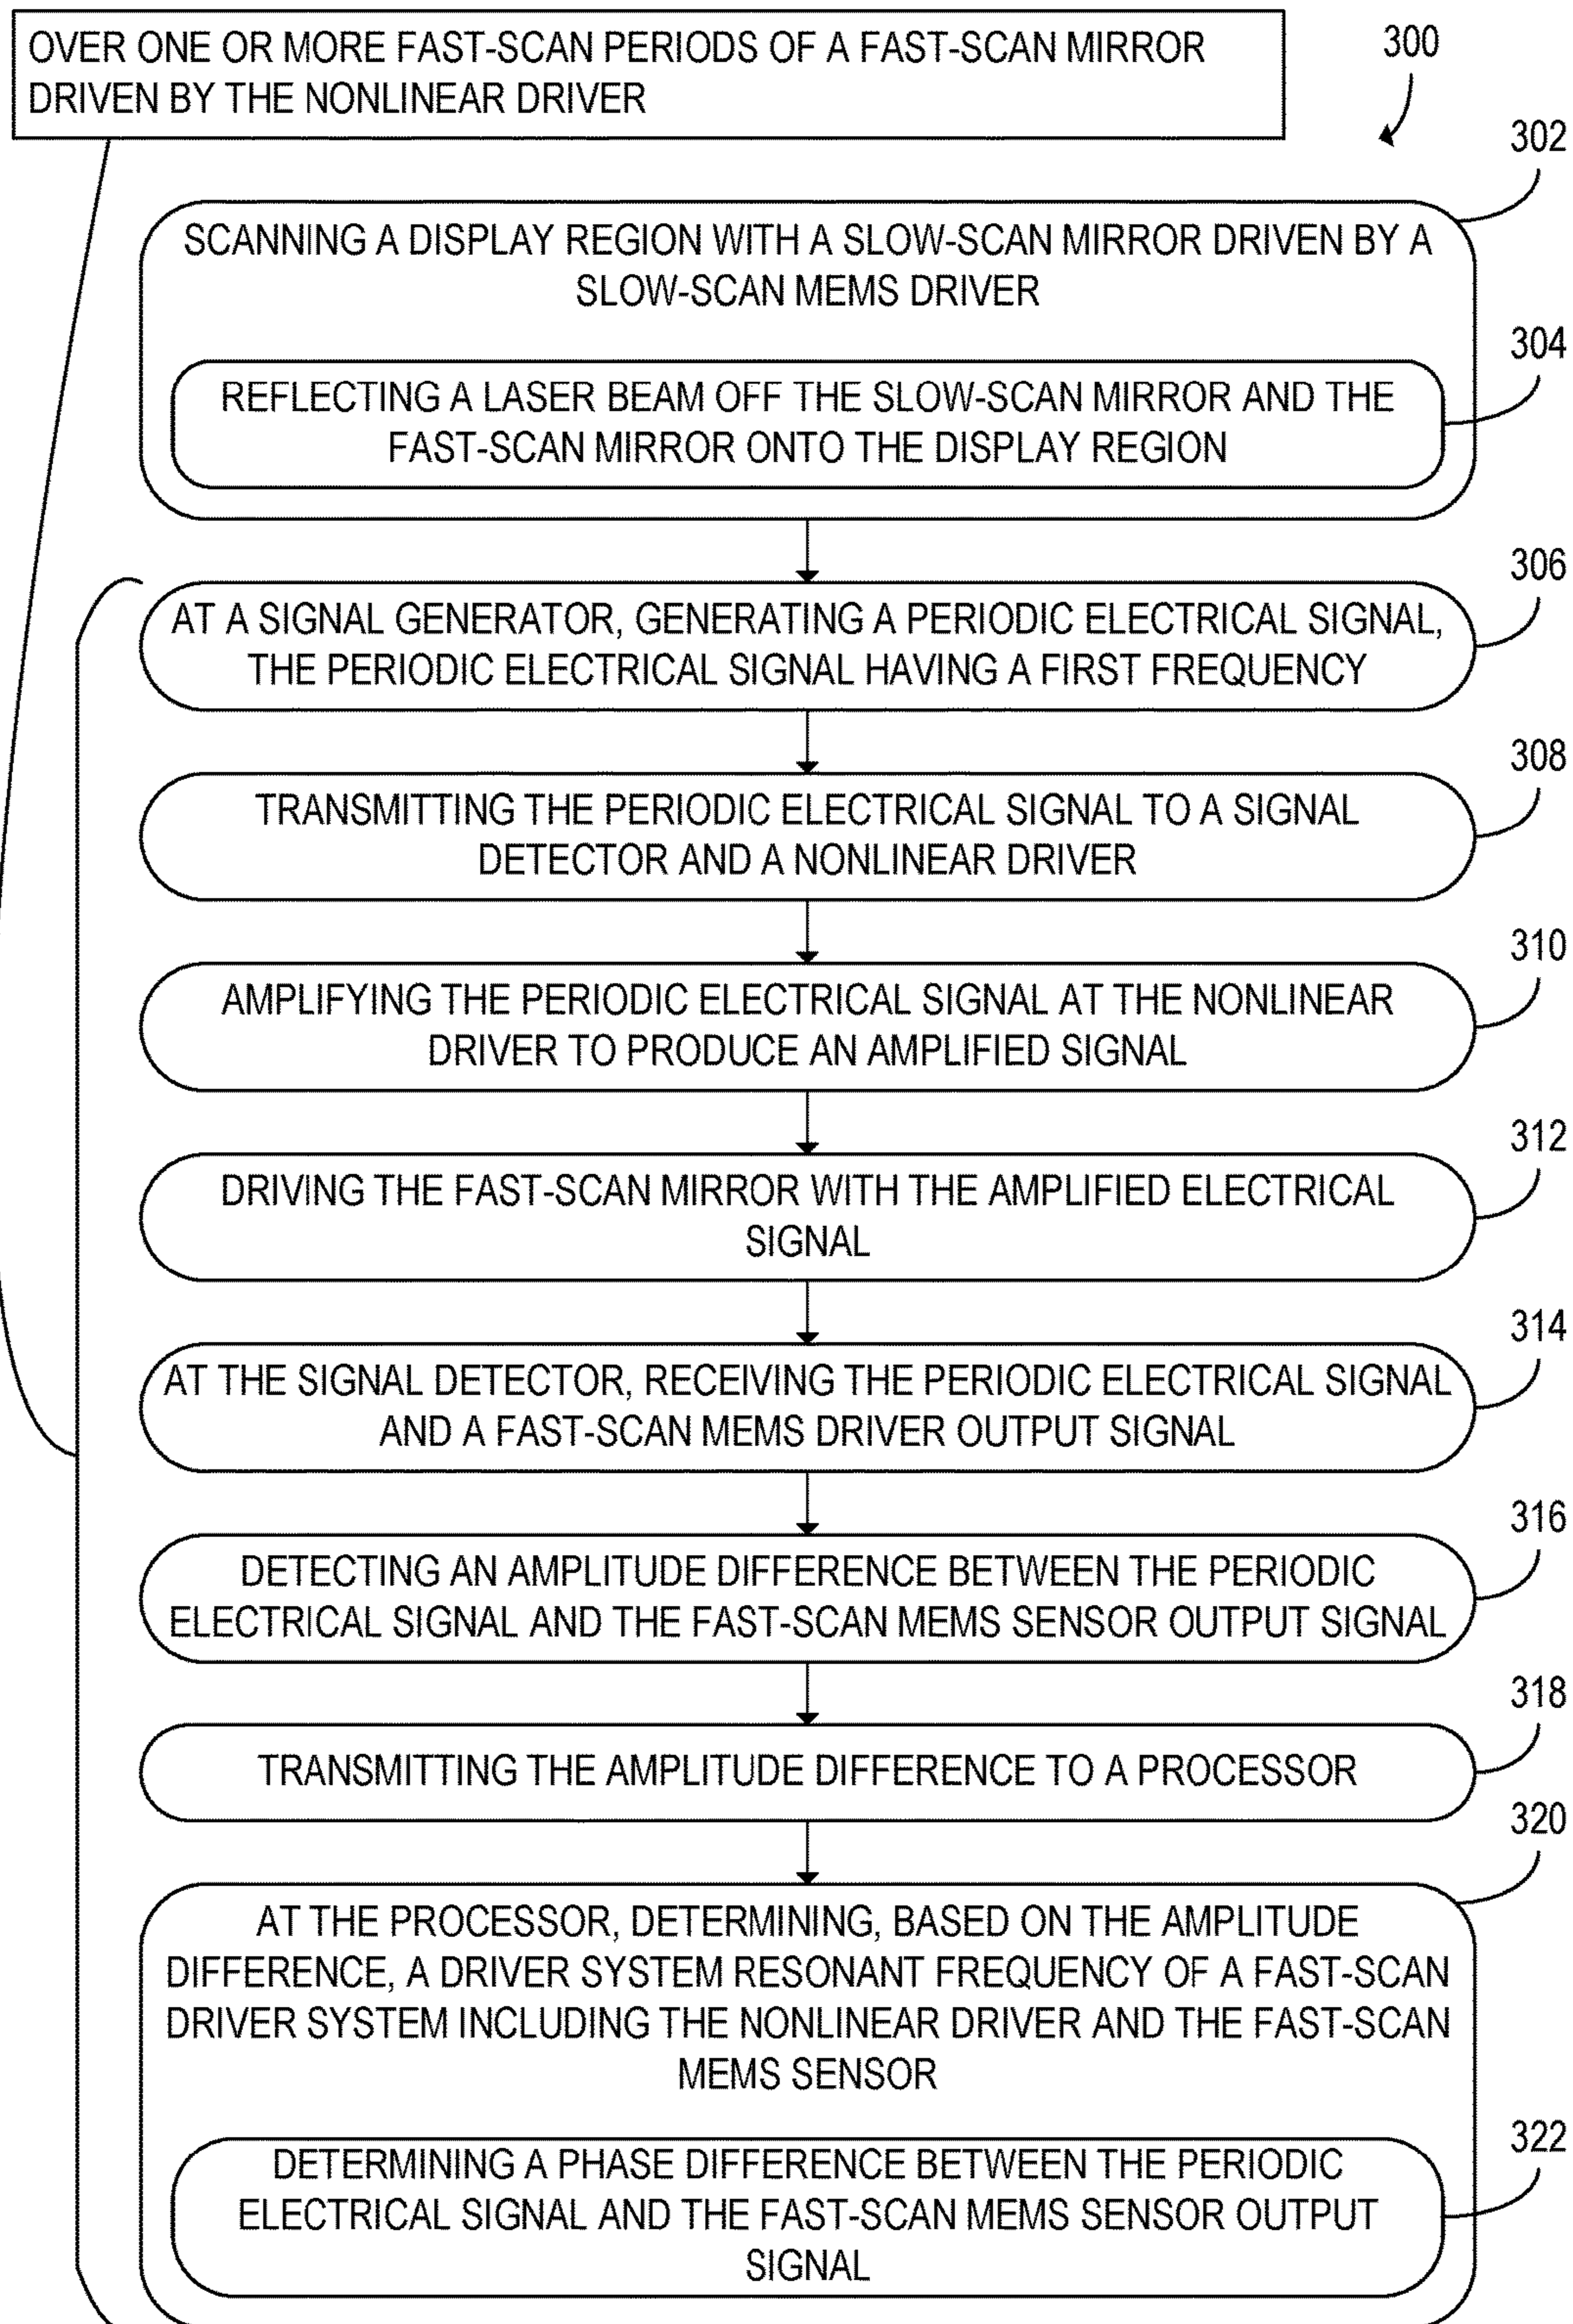 OVER ONE OR MORE FAST-SCAN PERIODS OF A FAST-SCAN MIRROR
DRIVEN BY THE NONLINEAR DRIVER
300
302
SCANNING A DISPLAY REGION WITH A SLOW-SCAN MIRROR DRIVEN BY A
SLOW-SCAN MEMS DRIVER
304
REFLECTING A LASER BEAM OFF THE SLOW-SCAN MIRROR AND THE
FAST-SCAN MIRROR ONTO THE DISPLAY REGION
306
AT A SIGNAL GENERATOR, GENERATING A PERIODIC ELECTRICAL SIGNAL,
THE PERIODIC ELECTRICAL SIGNAL HAVING A FIRST FREQUENCY
308
TRANSMITTING THE PERIODIC ELECTRICAL SIGNAL TO A SIGNAL
DETECTOR AND A NONLINEAR DRIVER
310
AMPLIFYING THE PERIODIC ELECTRICAL SIGNAL AT THE NONLINEAR
DRIVER TO PRODUCE AN AMPLIFIED SIGNAL
312
DRIVING THE FAST-SCAN MIRROR WITH THE AMPLIFIED ELECTRICAL
SIGNAL
314
AT THE SIGNAL DETECTOR, RECEIVING THE PERIODIC ELECTRICAL SIGNAL
AND A FAST-SCAN MEMS DRIVER OUTPUT SIGNAL
316
DETECTING AN AMPLITUDE DIFFERENCE BETWEEN THE PERIODIC
ELECTRICAL SIGNAL AND THE FAST-SCAN MEMS SENSOR OUTPUT SIGNAL
318
TRANSMITTING THE AMPLITUDE DIFFERENCE TO A PROCESSOR
320
AT THE PROCESSOR, DETERMINING, BASED ON THE AMPLITUDE
DIFFERENCE, A DRIVER SYSTEM RESONANT FREQUENCY OF A FAST-SCAN
DRIVER SYSTEM INCLUDING THE NONLINEAR DRIVER AND THE FAST-SCAN
MEMS SENSOR
322
DETERMINING A PHASE DIFFERENCE BETWEEN THE PERIODIC
ELECTRICAL SIGNAL AND THE FAST-SCAN MEMS SENSOR OUTPUT
SIGNAL